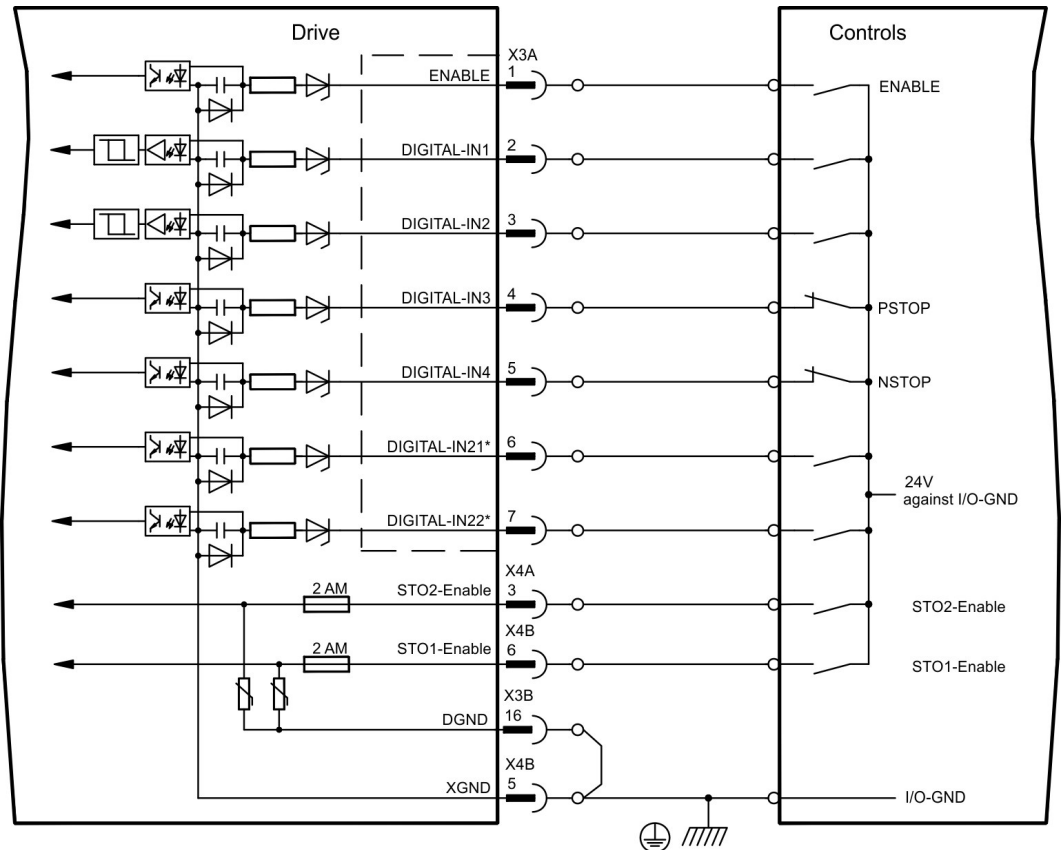 Drive
Controls
X3A
ENABLE
1
ENABLE
DIGITAL-IN1
2
DIGITAL-IN2
3
DIGITAL-IN3
4
PSTOP
DIGITAL-IN4
5
NSTOP
DIGITAL-IN21*
6
24V
against I/O-GND
DIGITAL-IN22*
7
X4A
2 AM
STO2-Enable
3
STO2-Enable
X4B
2 AM
STO1-Enable
6
STO1-Enable
X3B
DGND
16
X4B
XGND
5
I/O-GND